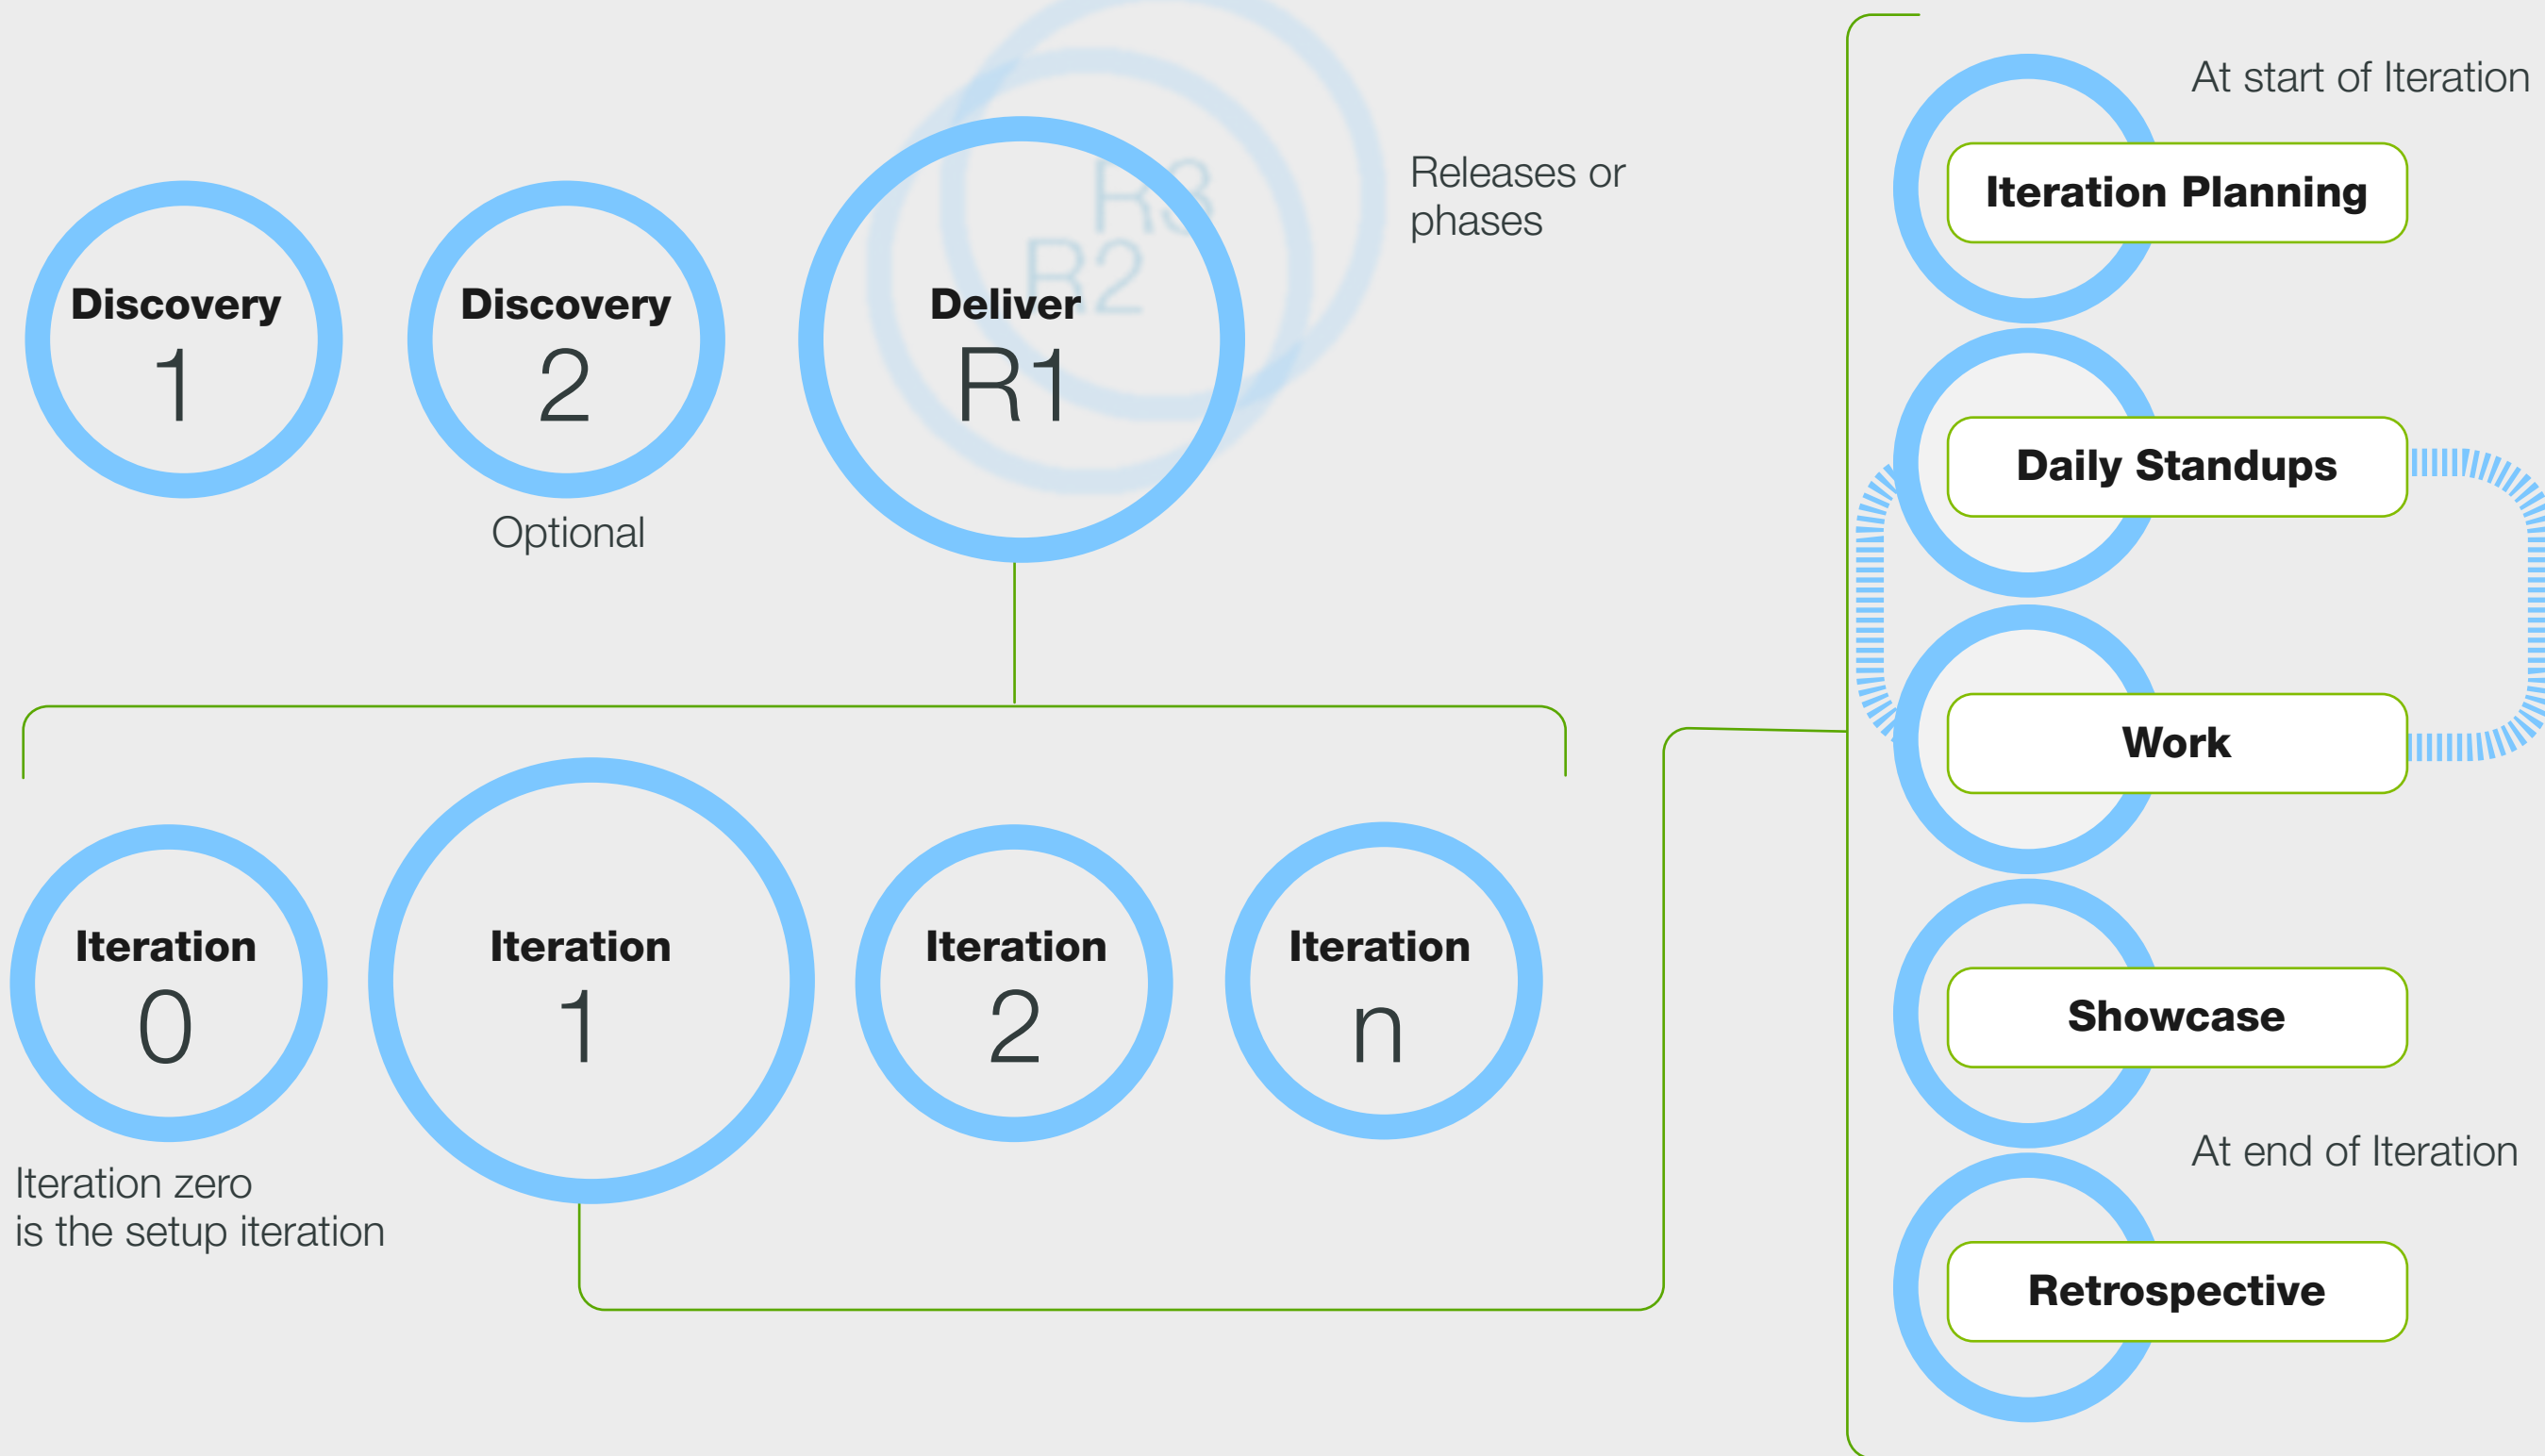 Discovery
1
Discovery
2
Optional
Deliver
R1
R2
R3
Releases or
phases
Iteration
0
Iteration zero
is the setup iteration
Iteration
1
Iteration
2
Iteration
n
At start of Iteration
Iteration Planning
Daily Standups
Work
Showcase
At end of Iteration
Retrospective